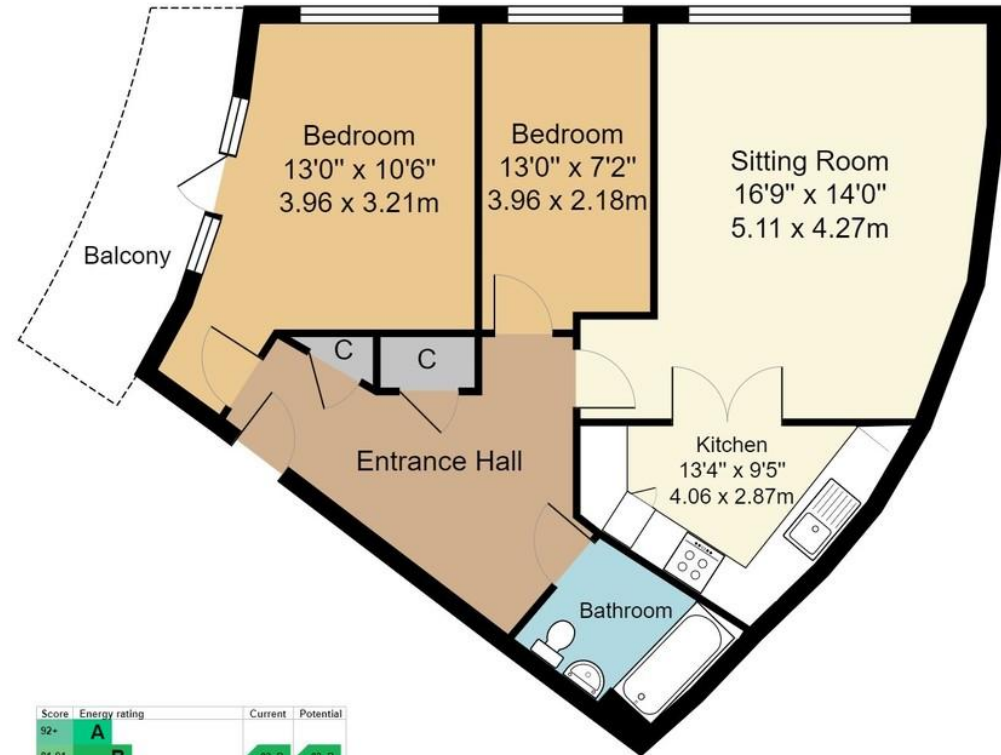 Bedroom
13'0" x 10'6"
3.96 x 3.21m
Bedroom
13'0" x 7'2"
3.96 x 2.18m
Sitting Room
16'9" x 14'0"
5.11 x 4.27m
Balcony
C
C
Entrance Hall
Kitchen
13'4" x 9'5"
4.06 x 2.87m
Bathroom
Score Energy rating Current Potential
92+ A